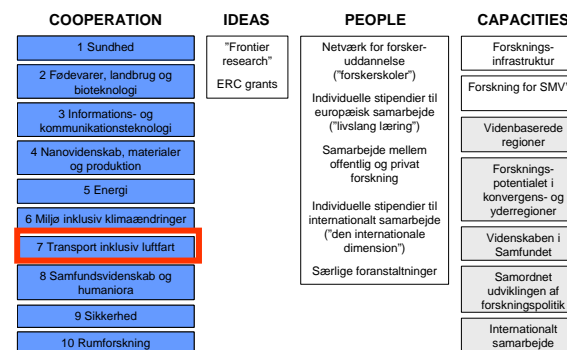 COOPERATION
1 Sundhed
2 Fødevarer, landbrug og
bioteknologi
3 Informations- og
kommunikationsteknologi
4 Nanovidenskab, materialer
og produktion
5 Energi
6 Miljø inklusiv klimaændringer
7 Transport inklusiv luftfart
8 Samfundsvidenskab og
humaniora
9 Sikkerhed
10 Rumforskning
IDEAS
"Frontier
research"
ERC grants
PEOPLE
Netværk for forsker-
uddannelse
("forskerskoler")
Individuelle stipendier til
europæisk samarbejde
("livslang læring")
Samarbejde mellem
offentlig og privat
forskning
Individuelle stipendier til
internationalt samarbejde
("den internationale
dimension")
Særlige foranstaltninger
CAPACITIES
Forsknings-
infrastruktur
Forskning for SMV'
Videnbaserede
regioner
Forsknings-
potentialet i
konvergens- og
yderregioner
Videnskaben i
Samfundet
Samordnet
udviklingen af
forskningspolitik
Internationalt
samarbejde